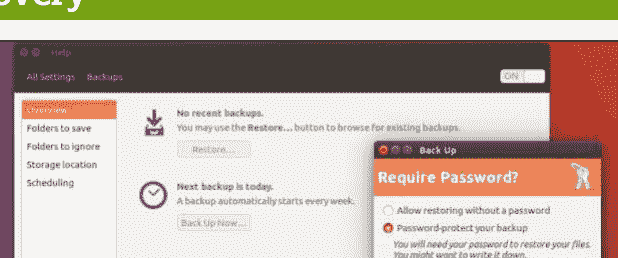 Help
All Settings Backups
ON
Overview
Folders to save
Folders to ignore
Storage location
Scheduling
No recent backups.
You may use the Restore... button to browse for existing backups.
Restore...
Next backup is today.
A backup automatically starts every week.
Back Up Now...
Back Up
Require Password?
Allow restoring without a password
Password-protect your backup
You will need your password to restore your files.
You might want to write it down.